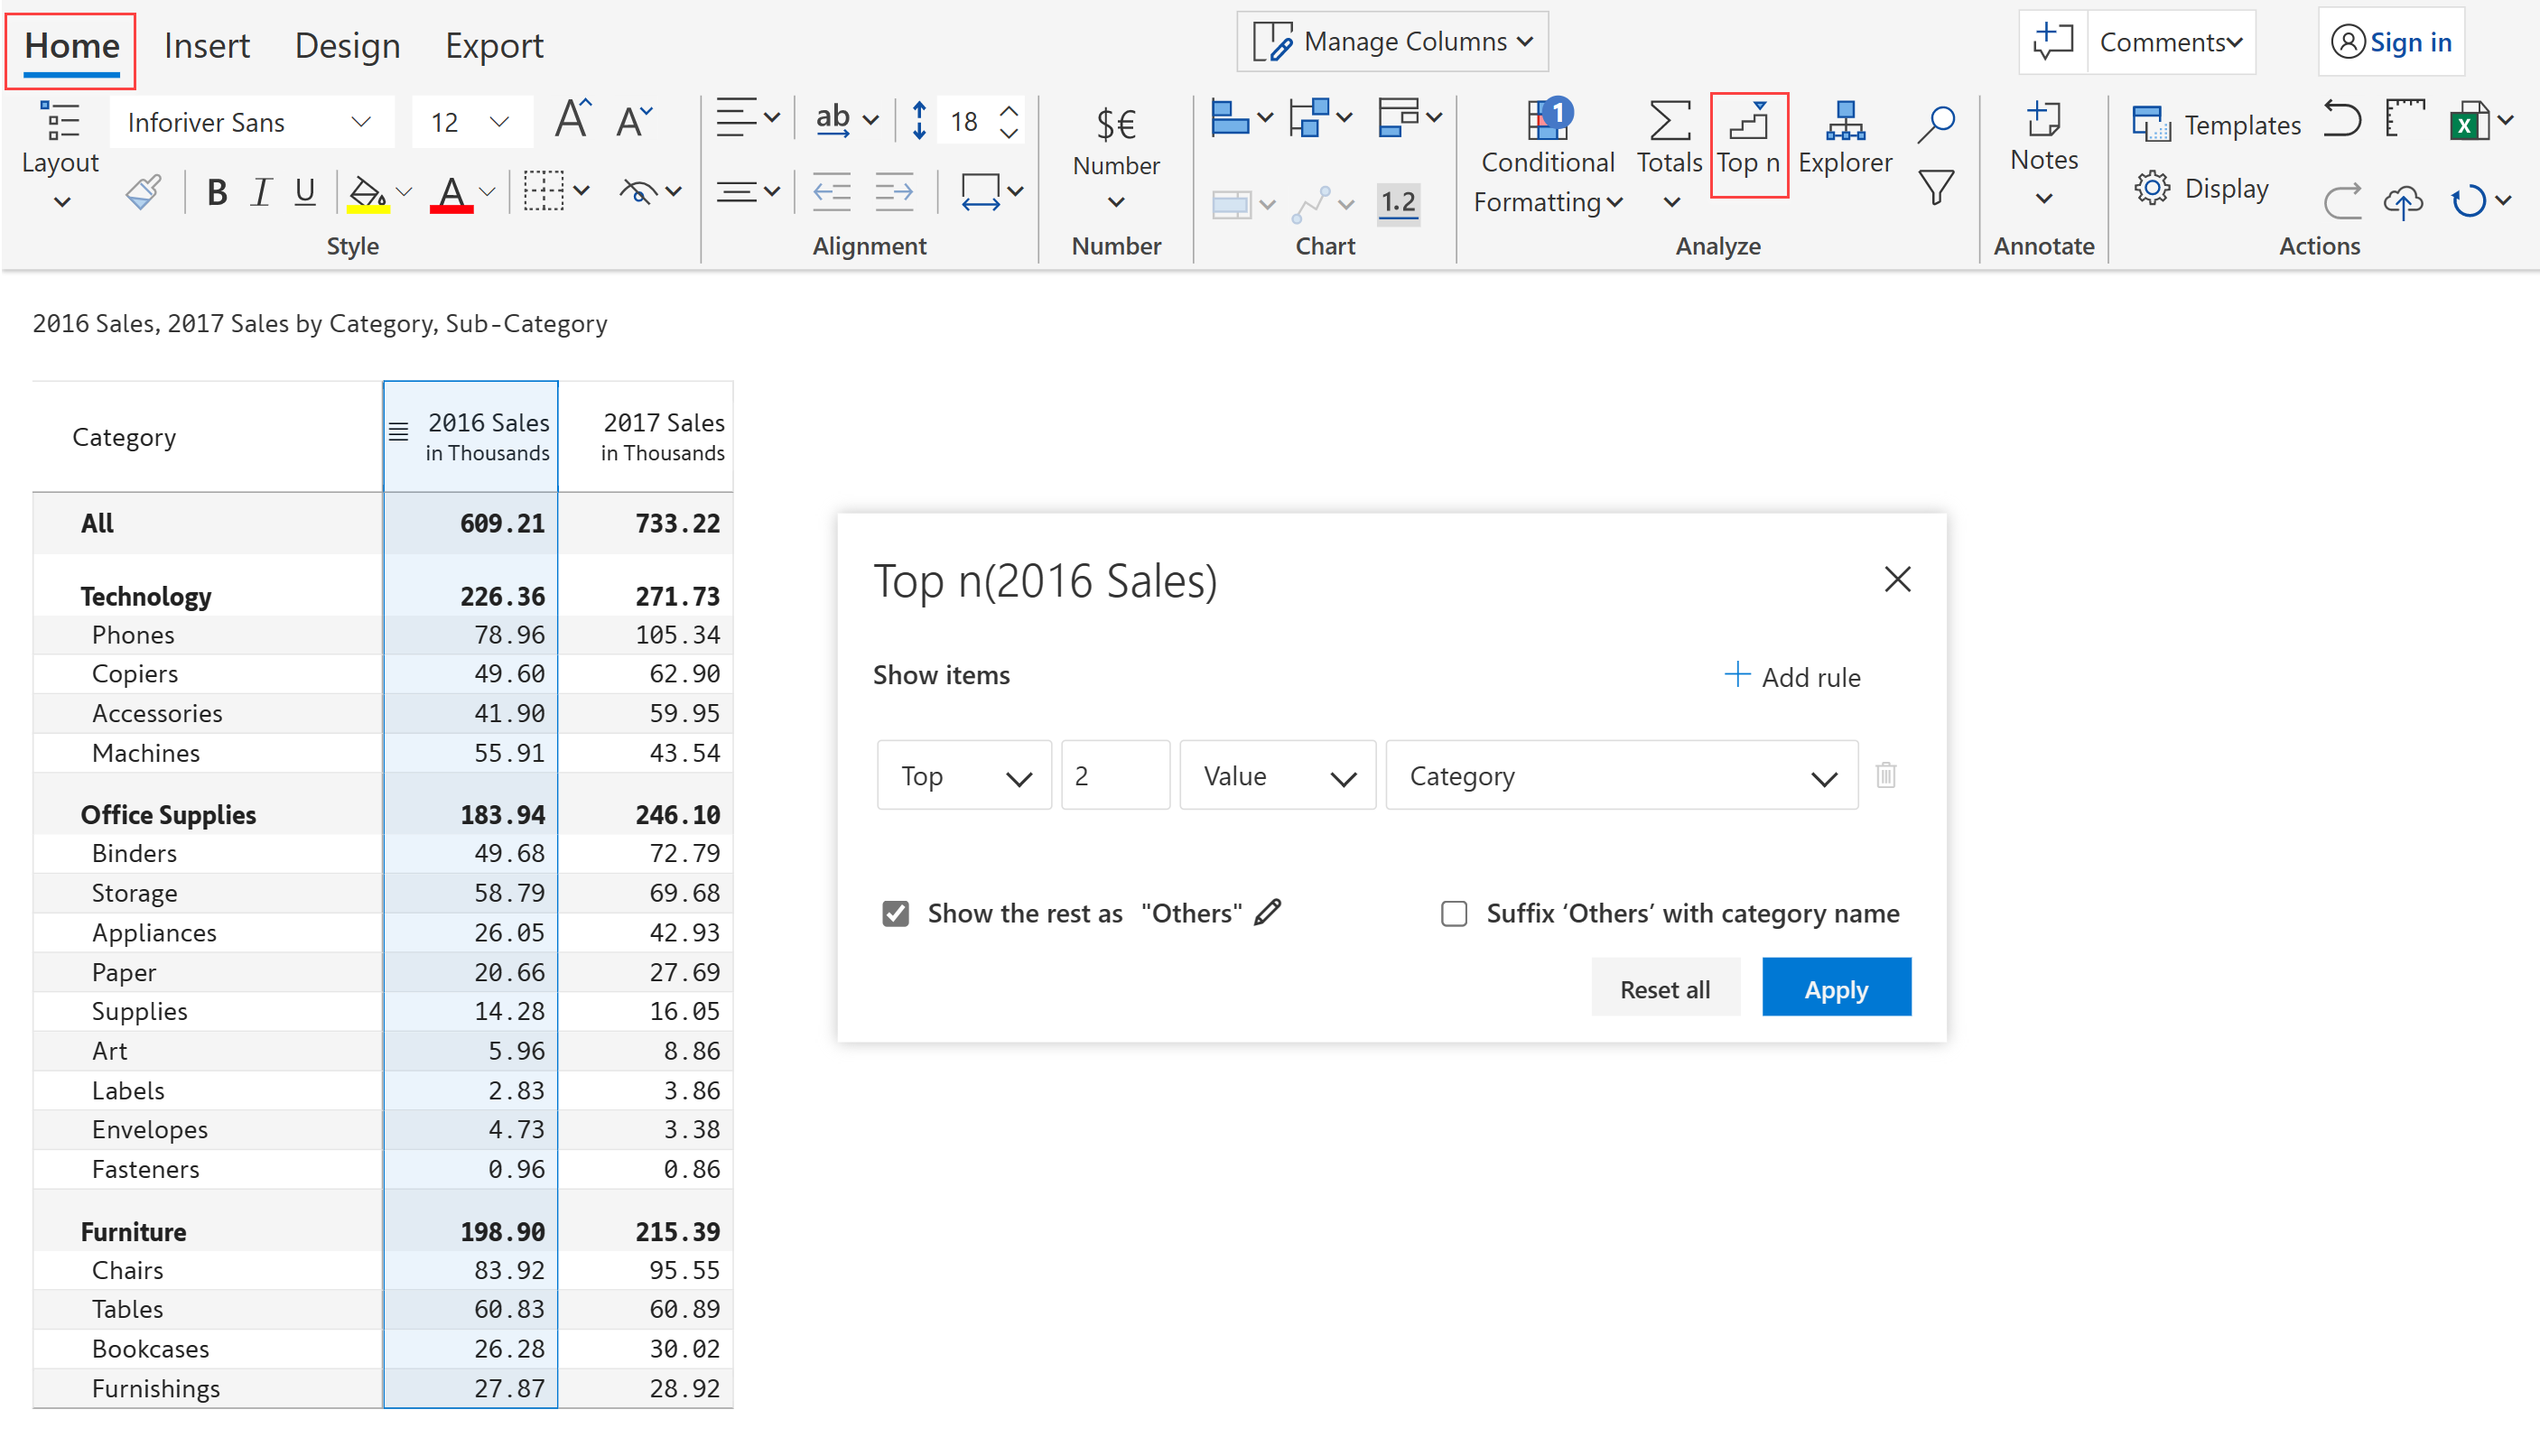 Home Insert Design Export Manage Columns Comments Sign in
Inforiver Sans 12 A A ab 18 $€ 1 Templates
Layout Number Conditional Totals Top n Explorer Notes
B I U A 1.2 Formatting X Display
Style Alignment Number Chart Analyze Annotate Actions
2016 Sales, 2017 Sales by Category, Sub-Category
Category 2016 Sales 2017 Sales
in Thousands in Thousands
All 609.21 733.22
Technology 226.36 271.73
Phones 78.96 105.34
Copiers 49.60 62.90
Accessories 41.90 59.95
Machines 55.91 43.54
Office Supplies 183.94 246.10
Binders 49.68 72.79
Storage 58.79 69.68
Appliances 26.05 42.93
Paper 20.66 27.69
Supplies 14.28 16.05
Art 5.96 8.86
Labels 2.83 3.86
Envelopes 4.73 3.38
Fasteners 0.96 0.86
Furniture 198.90 215.39
Chairs 83.92 95.55
Tables 60.83 60.89
Bookcases 26.28 30.02
Furnishings 27.87 28.92
Top n(2016 Sales)
Show items Add rule
Top 2 Value Category
Show the rest as "Others" Suffix ‘Others’ with category name
Reset all Apply